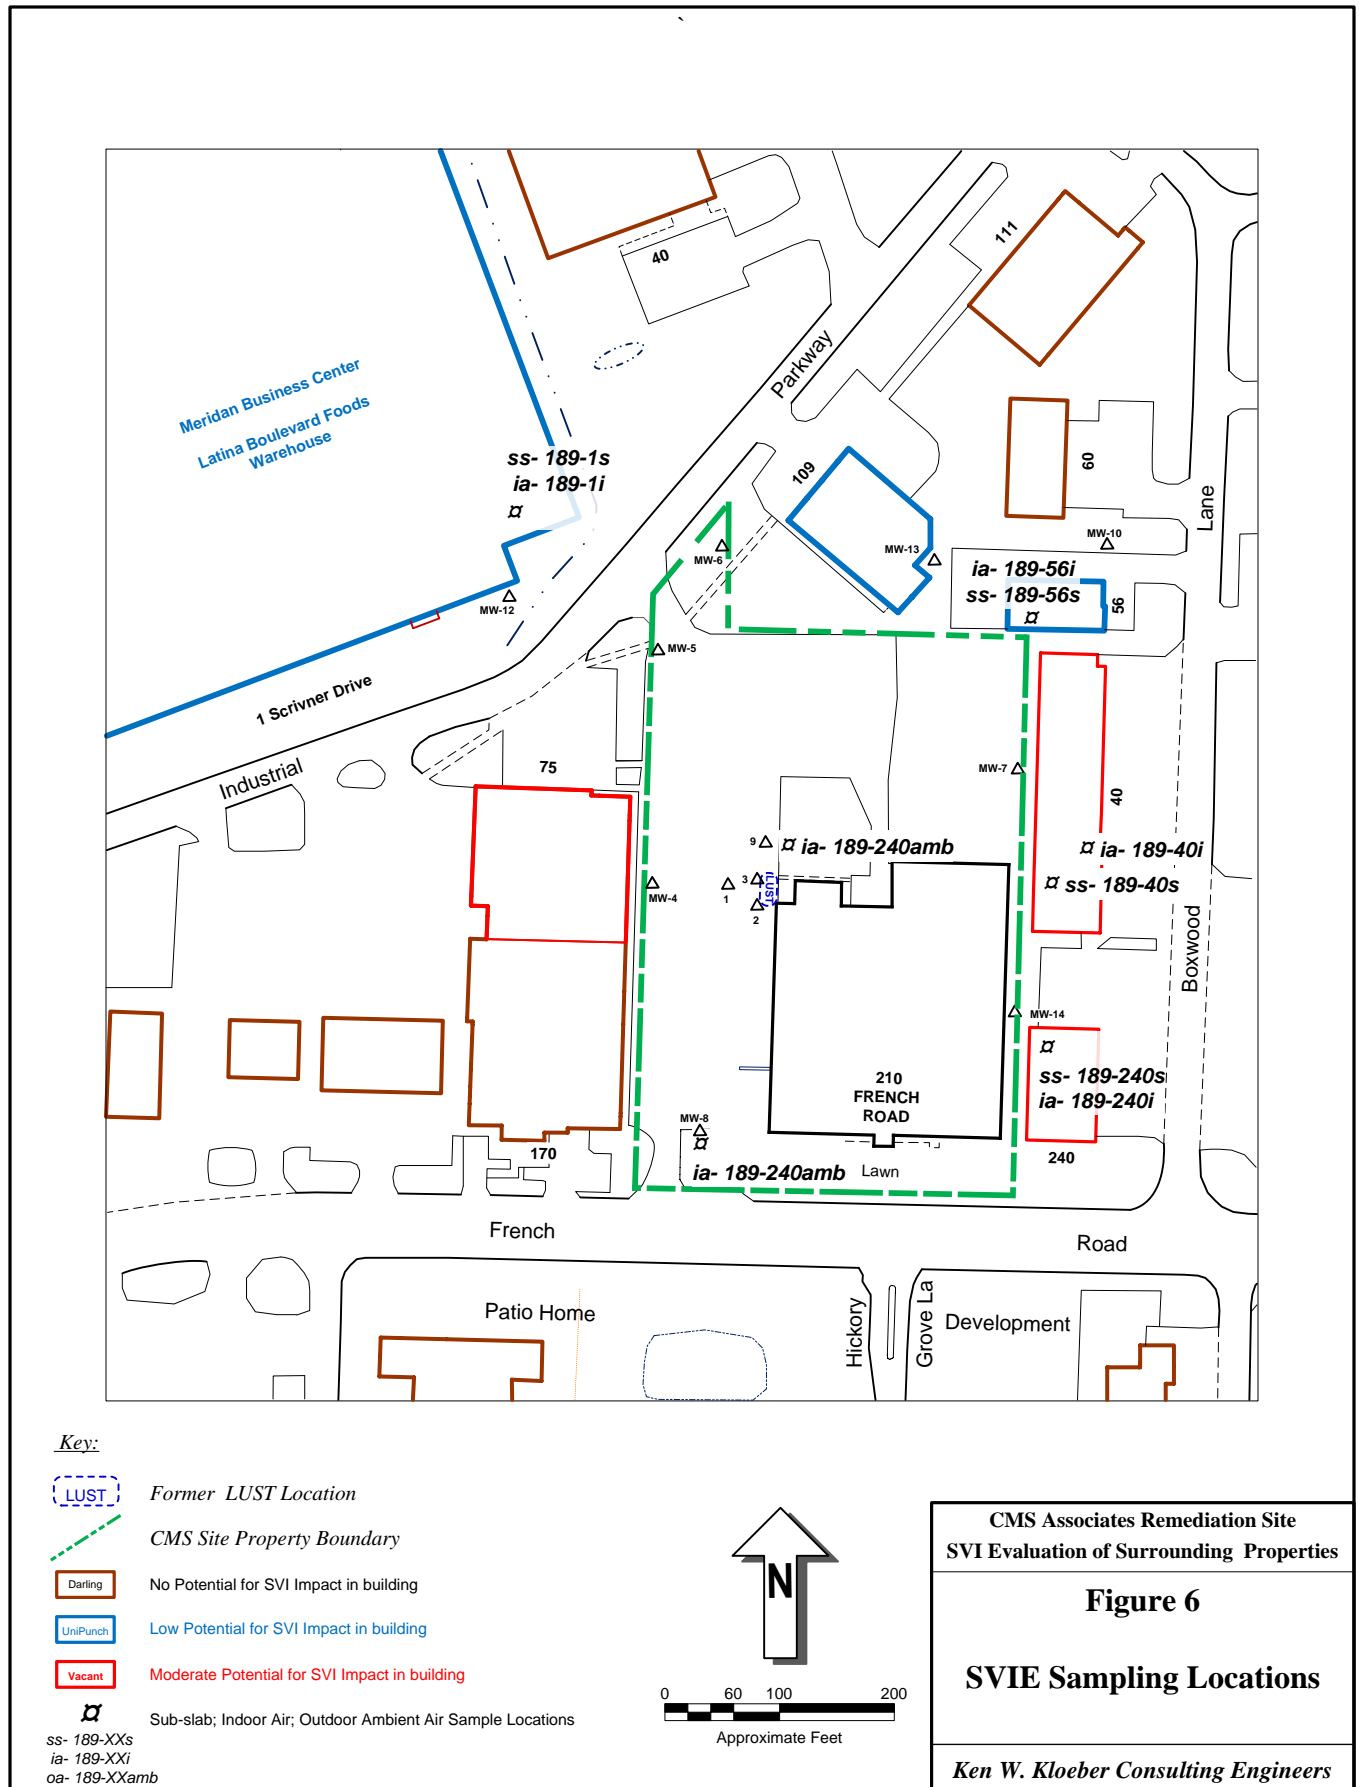 `
40
111
Parkway
Meridan Business Center
Latina Boulevard Foods
Warehouse
ss- 189-1s
ia- 189-1i
109
60
Lane
MW-6
MW-13
MW-10
ia- 189-56i
ss- 189-56s
56
MW-12
MW-5
1 Scrivner Drive
Industrial
75
MW-7
40
9
ia- 189-240amb
ia- 189-40i
3
LUST
ss- 189-40s
MW-4
1
2
Boxwood
MW-14
210
FRENCH
ROAD
ss- 189-240s
ia- 189-240i
MW-8
170
ia- 189-240amb
Lawn
240
French
Road
Patio Home
Hickory
Grove La
Development
Key:
LUST
Former LUST Location
CMS Site Property Boundary
Darling
No Potential for SVI Impact in building
UniPunch
Low Potential for SVI Impact in building
Vacant
Moderate Potential for SVI Impact in building
Sub-slab; Indoor Air; Outdoor Ambient Air Sample Locations
ss- 189-XXs
ia- 189-XXi
oa- 189-XXamb
N
0 60 100 200
Approximate Feet
CMS Associates Remediation Site
SVI Evaluation of Surrounding Properties
Figure 6
SVIE Sampling Locations
Ken W. Kloeber Consulting Engineers